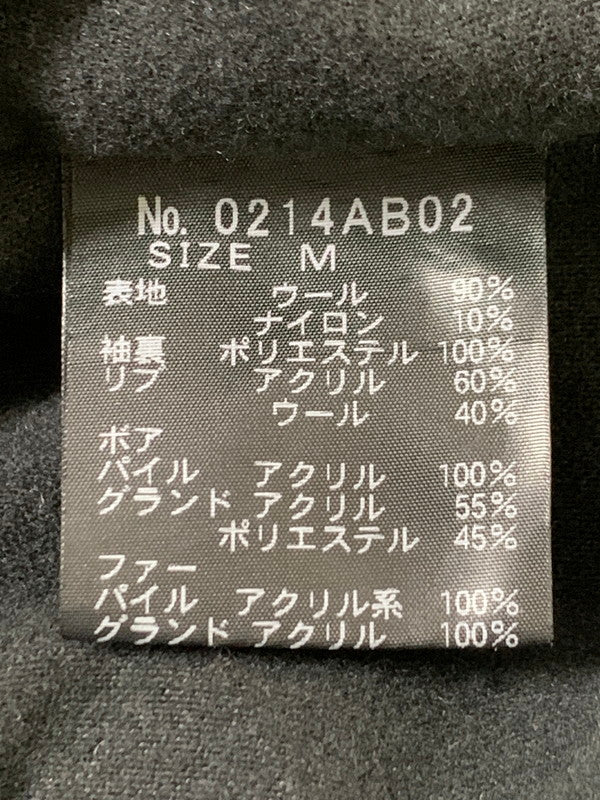 No. 0214AB02
SIZE M
表地 ウール 90%
ナイロン 10%
袖裏 ポリエステル 100%
リブ アクリル 60%
ウール 40%
ボア
パイル アクリル 100%
グランド アクリル 55%
ポリエステル 45%
ファー
パイル アクリル系 100%
グランド アクリル 100%